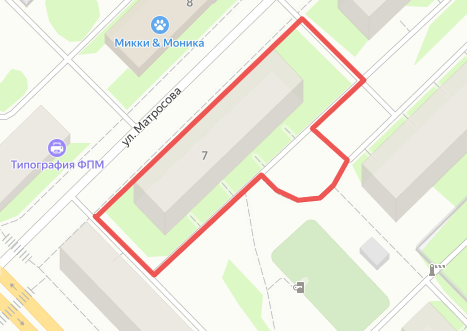 8
Микки & Моника
ул. Матросова
Типография ФПМ
7